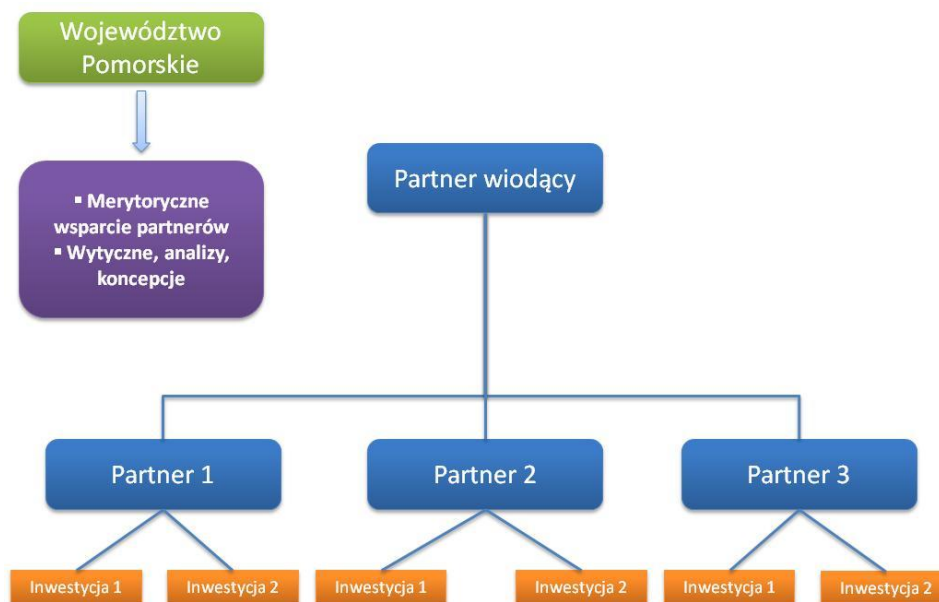 Województwo
Pomorskie
▪ Merytoryczne
wsparcie partnerów
▪ Wytyczne, analizy,
koncepcje
Partner wiodący
Partner 1
Partner 2
Partner 3
Inwestycja 1
Inwestycja 2
Inwestycja 1
Inwestycja 2
Inwestycja 1
Inwestycja 2